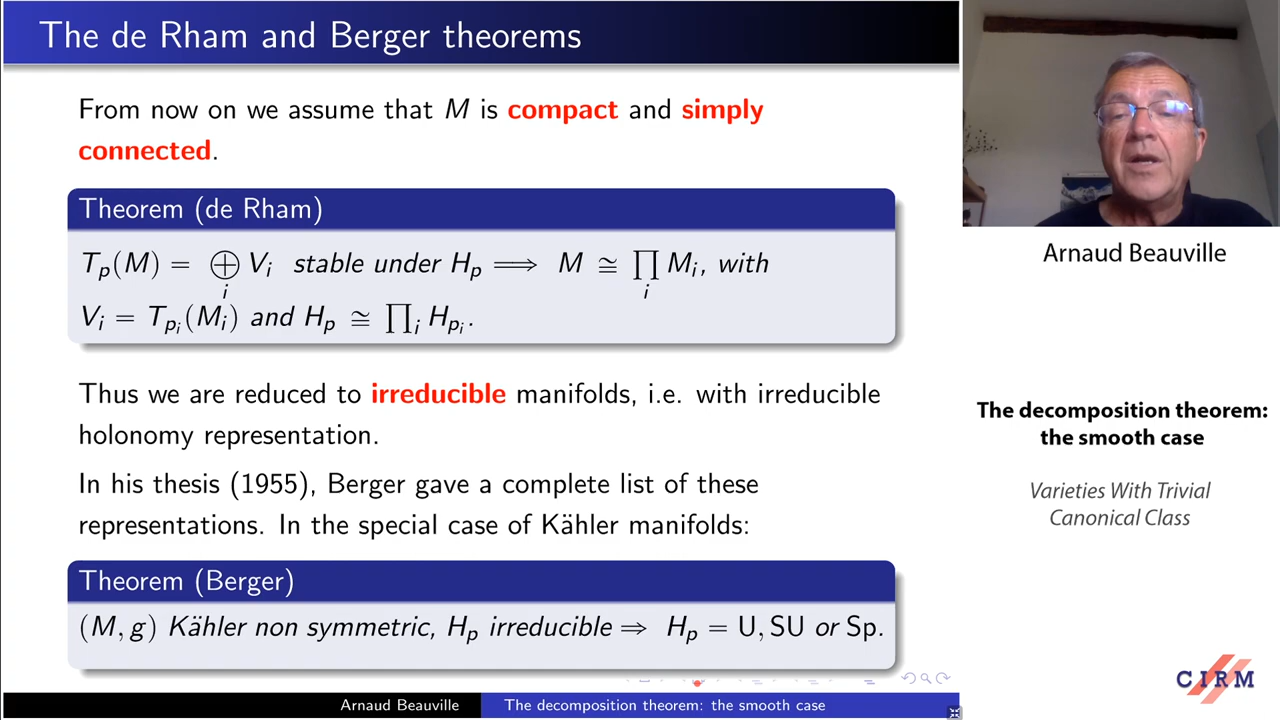 The de Rham and Berger theorems
From now on we assume that M is compact and simply
connected.
Theorem (de Rham)
T_p(M) = ⊕_i V_i stable under H_p ⟹ M ≅ ∏_i M_i, with
V_i = T_{p_i}(M_i) and H_p ≅ ∏_i H_{p_i}.
Thus we are reduced to irreducible manifolds, i.e. with irreducible
holonomy representation.
In his thesis (1955), Berger gave a complete list of these
representations. In the special case of Kähler manifolds:
Theorem (Berger)
(M, g) Kähler non symmetric, H_p irreducible ⇒ H_p = U, SU or Sp.
Arnaud Beauville
The decomposition theorem: the smooth case
Arnaud Beauville
The decomposition theorem:
the smooth case
Varieties With Trivial
Canonical Class
CIRM